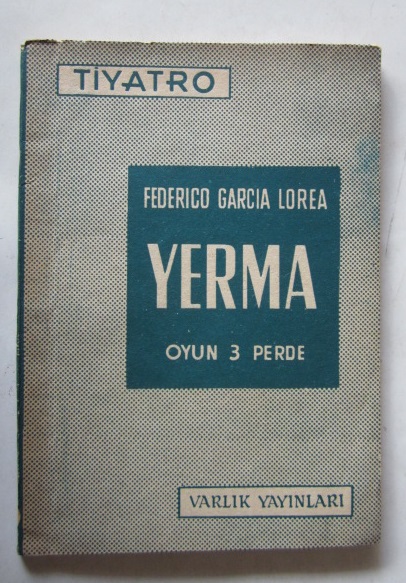 TİYATRO
FEDERICO GARCIA LOREA
YERMA
OYUN 3 PERDE
VARLIK YAYINLARI